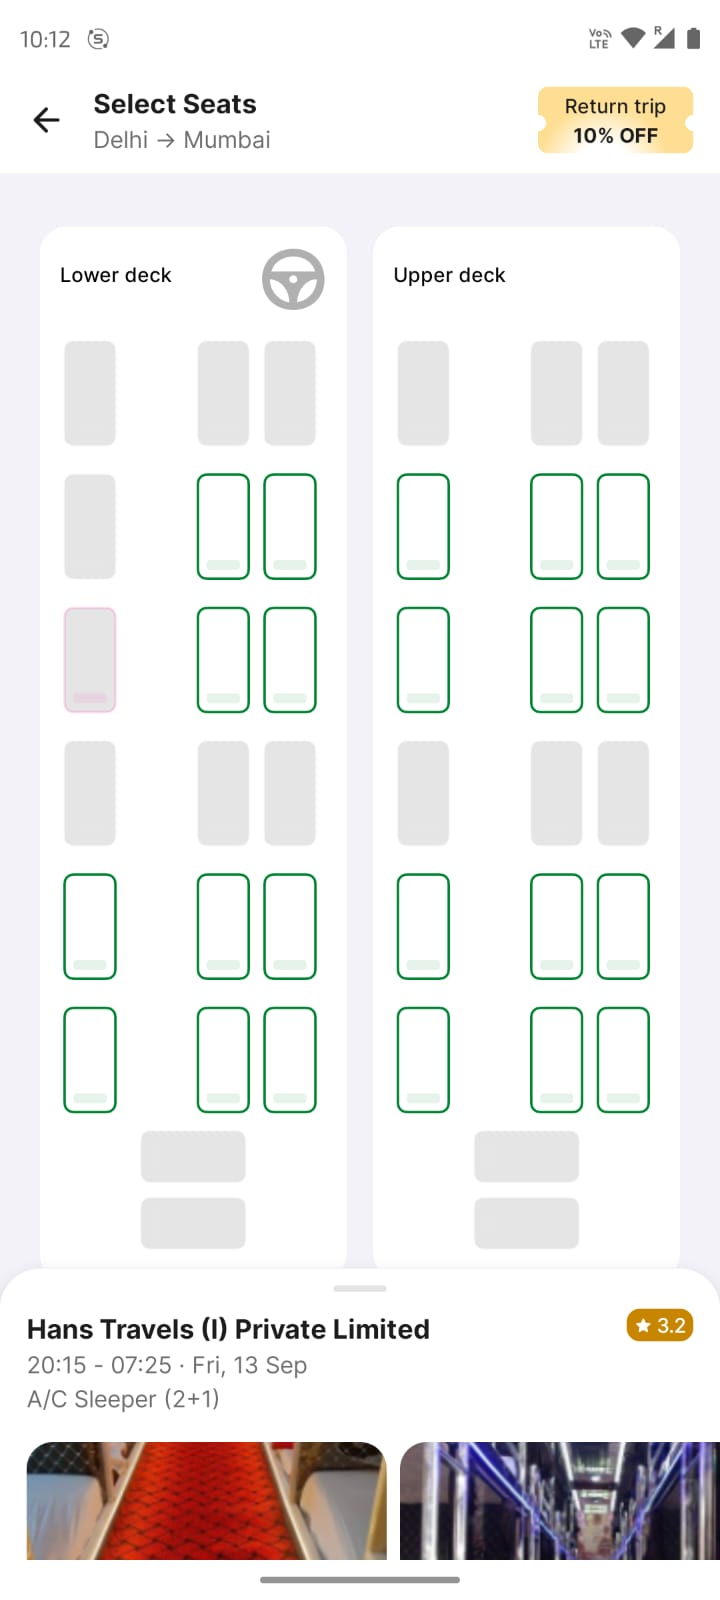 10:12
Vo
LTE
R
Select Seats
Delhi → Mumbai
Return trip
10% OFF
Lower deck
Upper deck
Hans Travels (I) Private Limited
★ 3.2
20:15 - 07:25 · Fri, 13 Sep
A/C Sleeper (2+1)